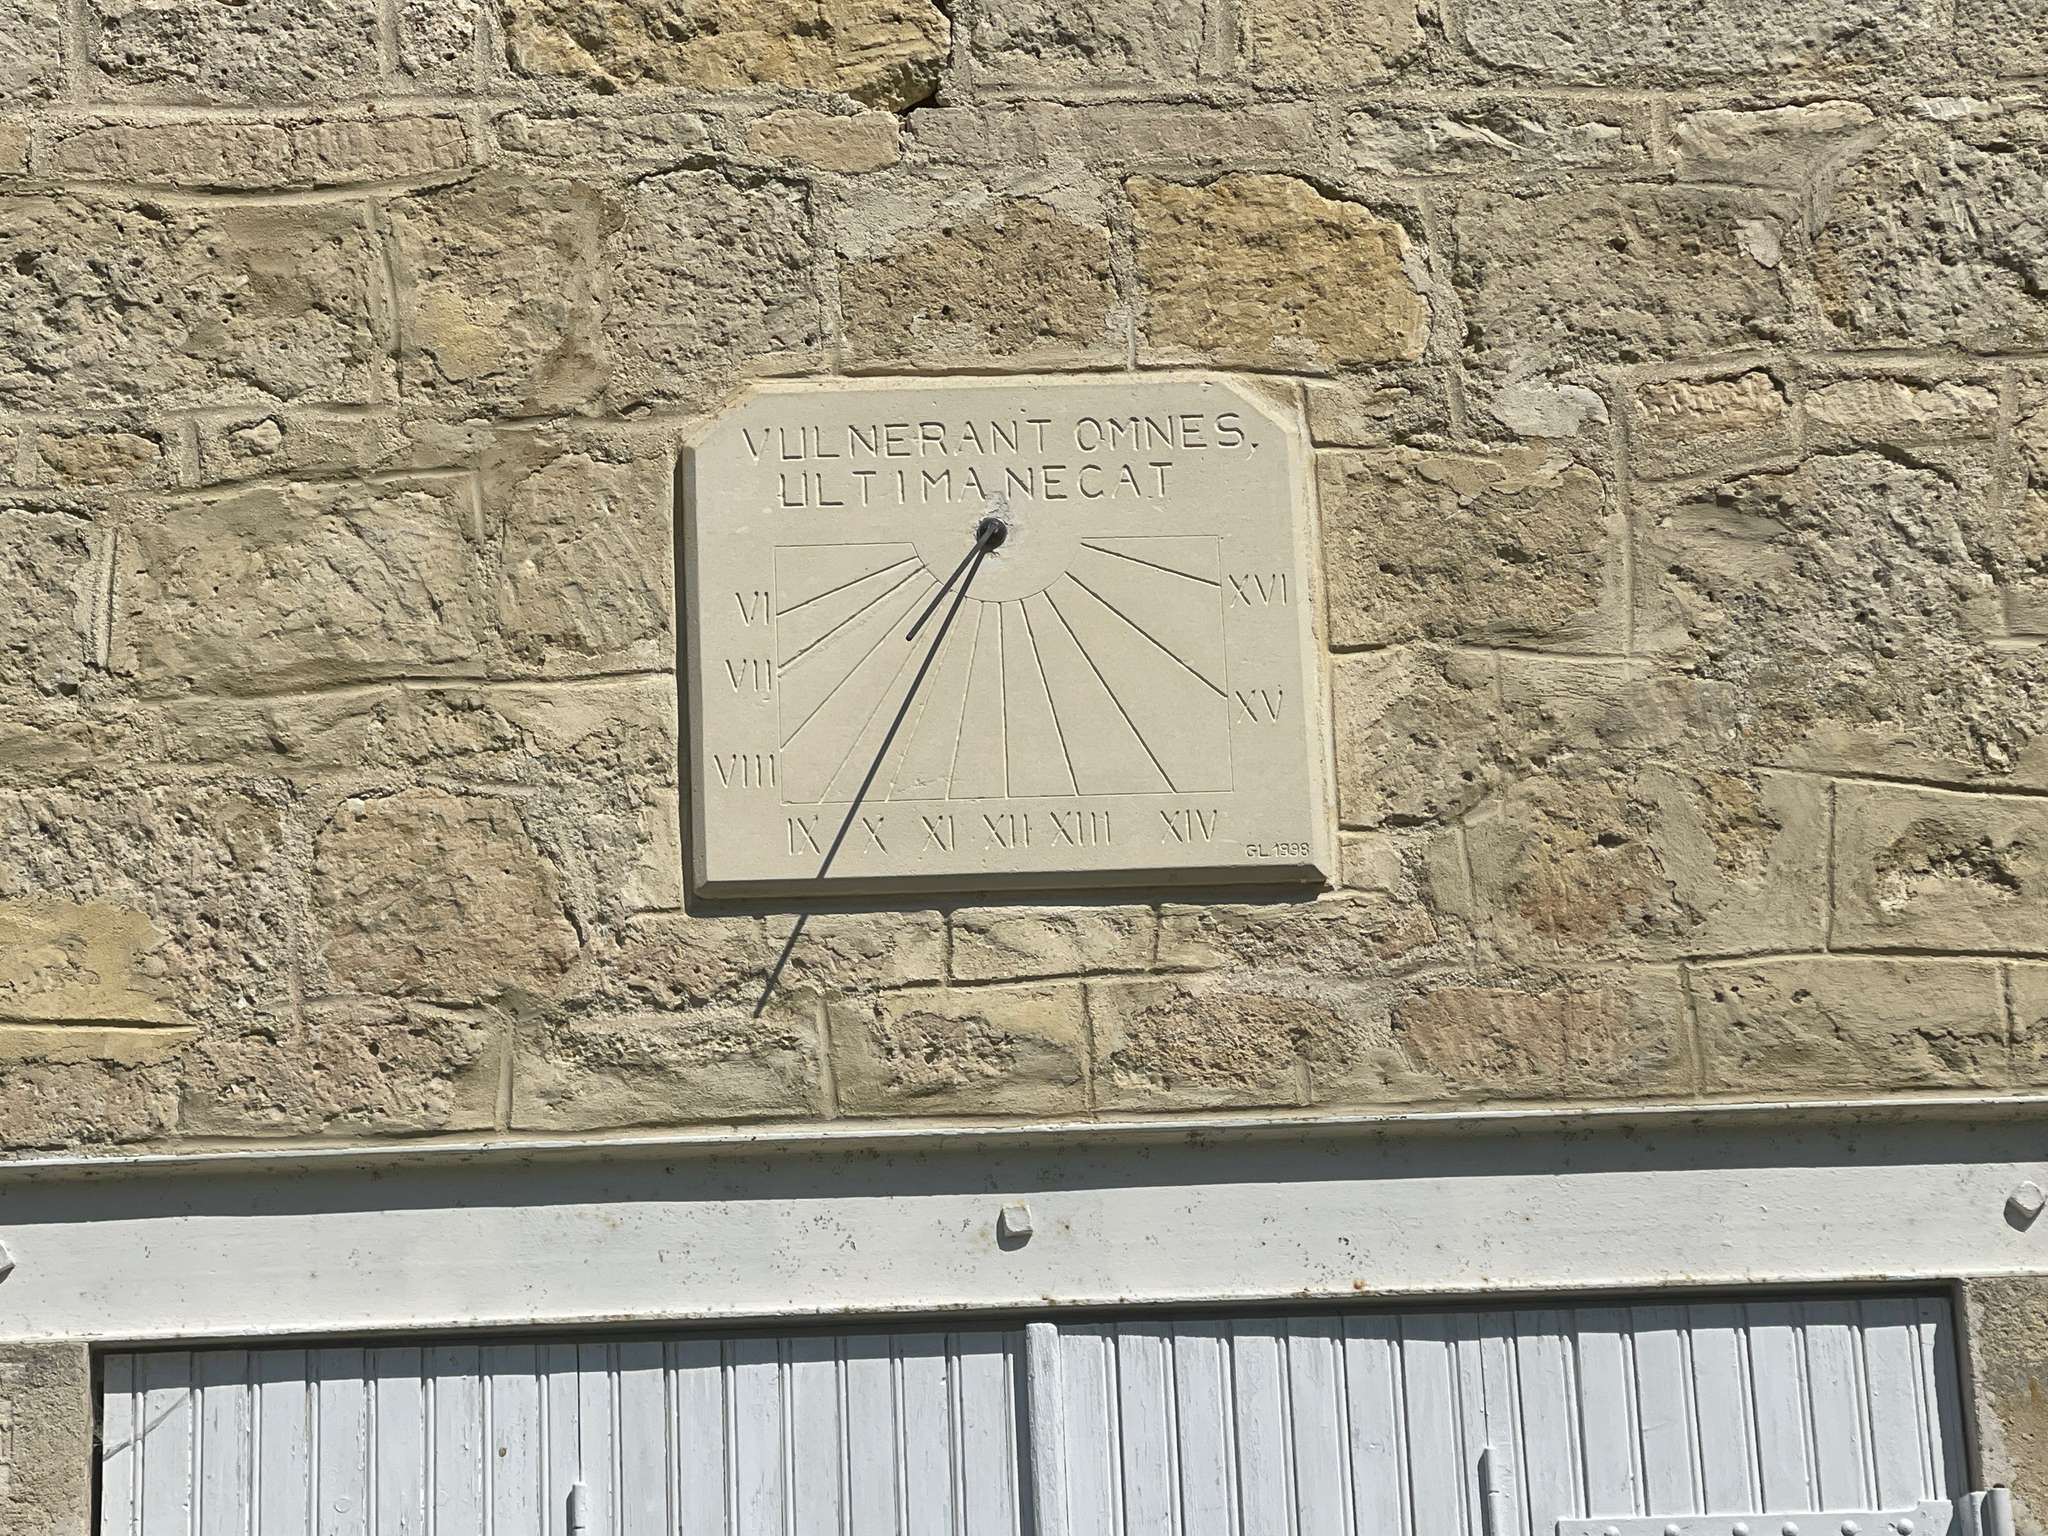 VULNERANT OMNES,
ULTIMA NECAT
VI
XVI
VII
XV
VIII
IX X XI XII XIII XIV
GL.1998